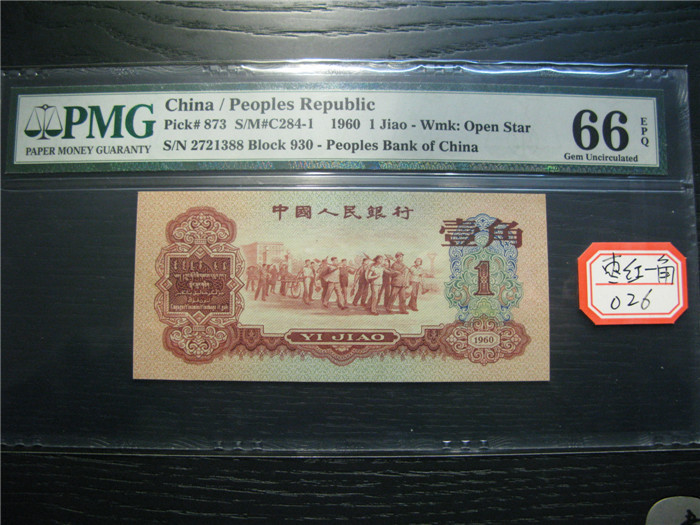 PMG
PAPER MONEY GUARANTY
China / Peoples Republic
Pick# 873 S/M#C284-1 1960 1 Jiao - Wmk: Open Star
S/N 2721388 Block 930 - Peoples Bank of China
66 EPQ
Gem Uncirculated
中國人民銀行
壹角
1
YI JIAO
1960
枣红一角
026